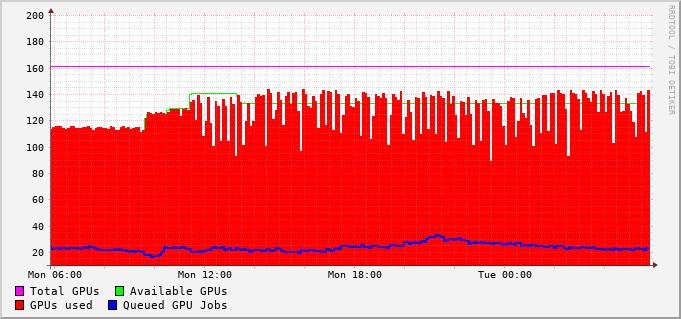 200
180
160
140
120
100
80
60
40
20
Mon 06:00 Mon 12:00 Mon 18:00 Tue 00:00
Total GPUs Available GPUs
GPUs used Queued GPU Jobs
RRDTOOL / TOBI OETIKER